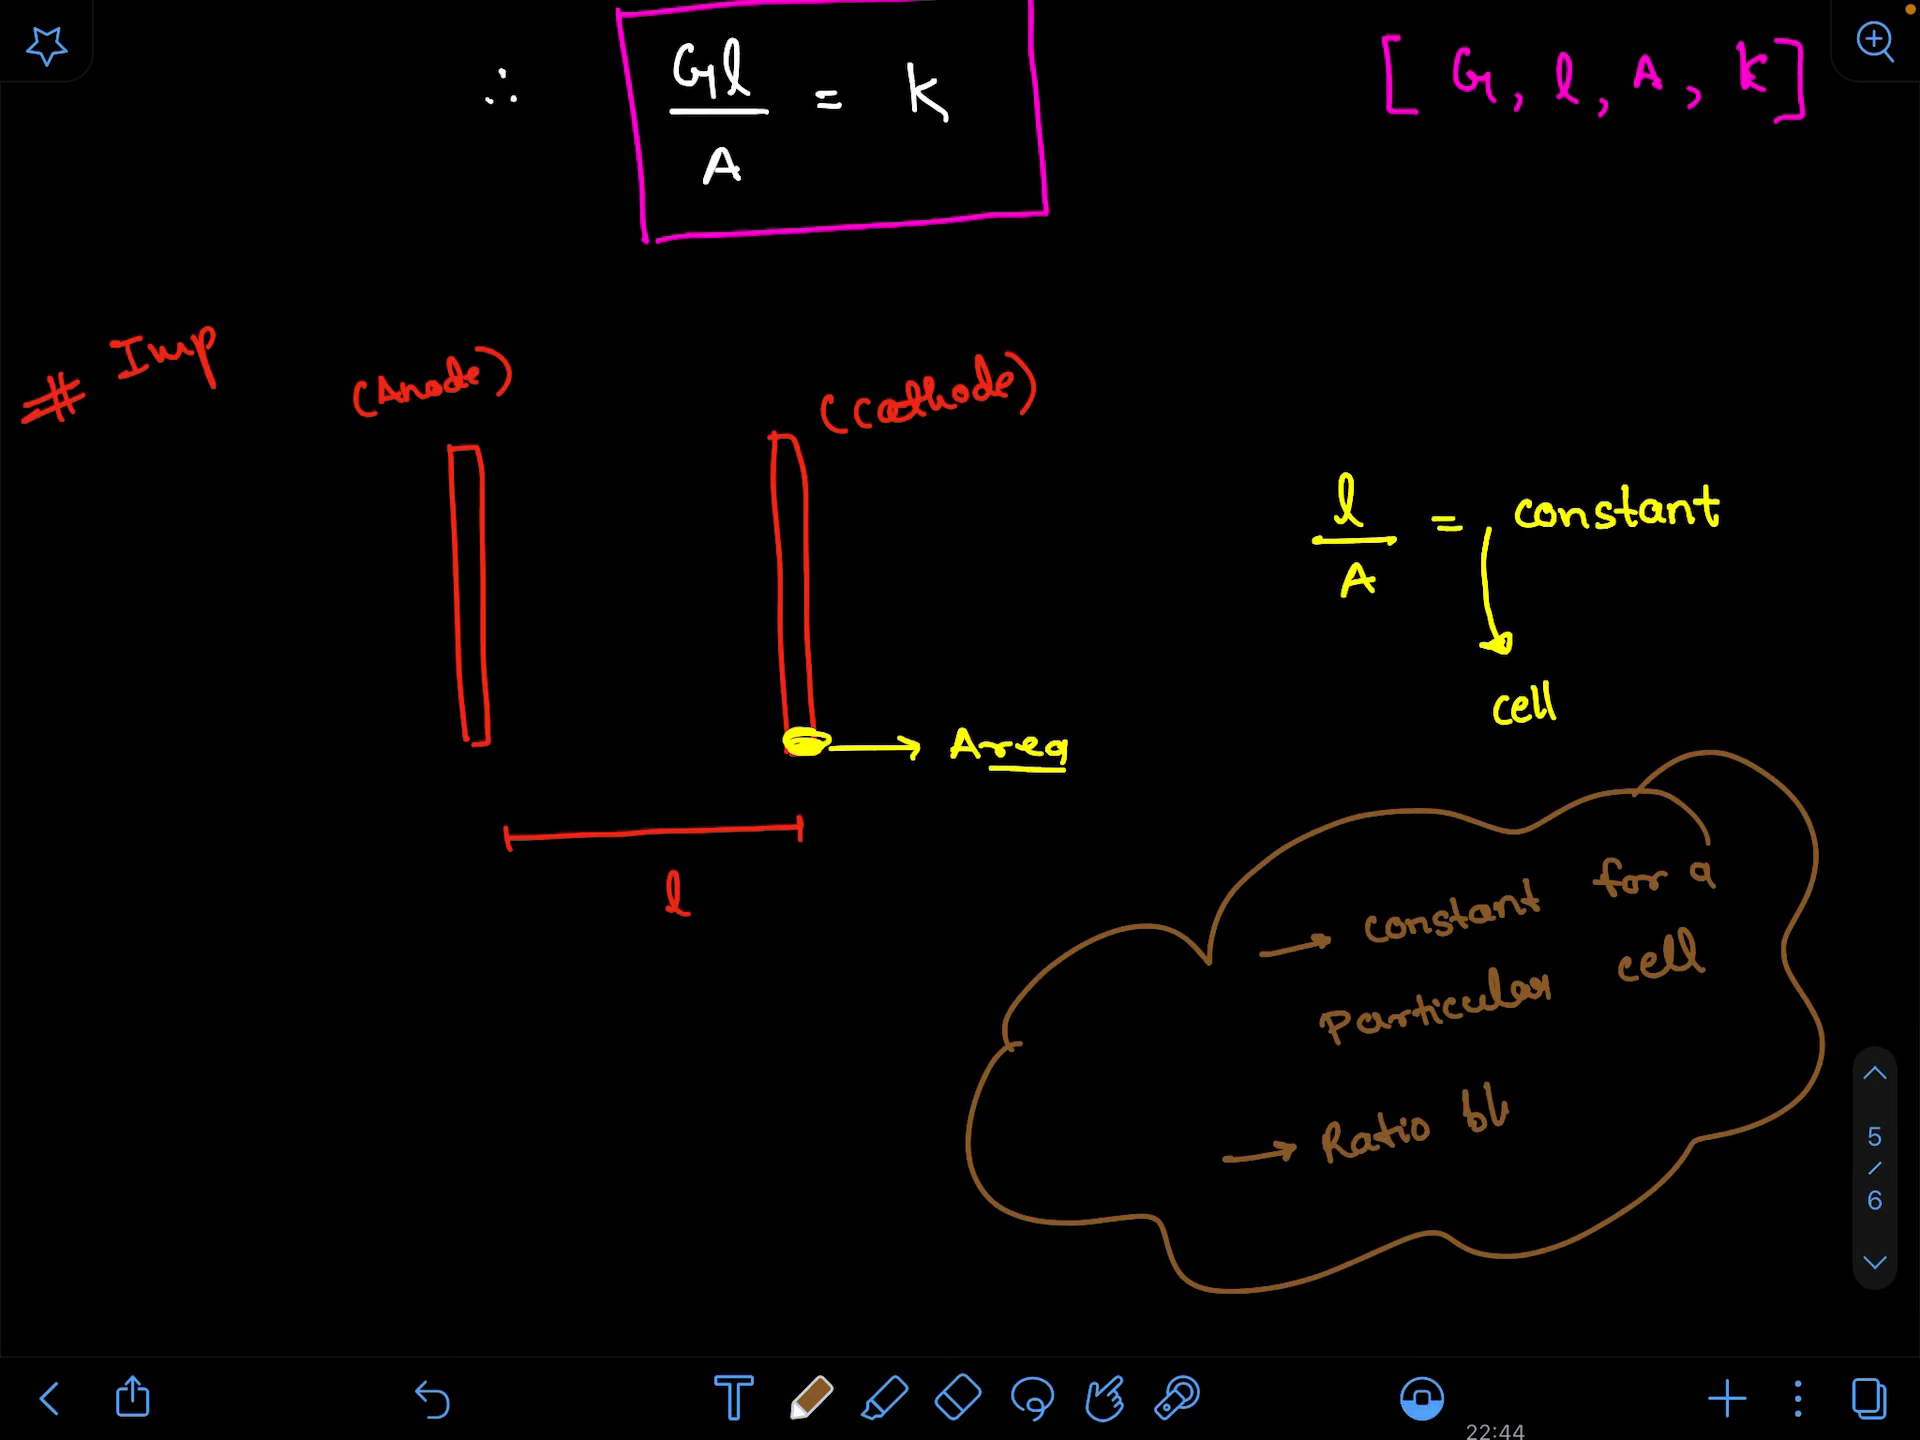 ∴ Gl/A = k
[ G, l, A, k ]
# Imp
(Anode)
(Cathode)
l/A = constant
cell
Area
l
→ constant for a
particular cell
→ Ratio b/
5
/
6
22:44